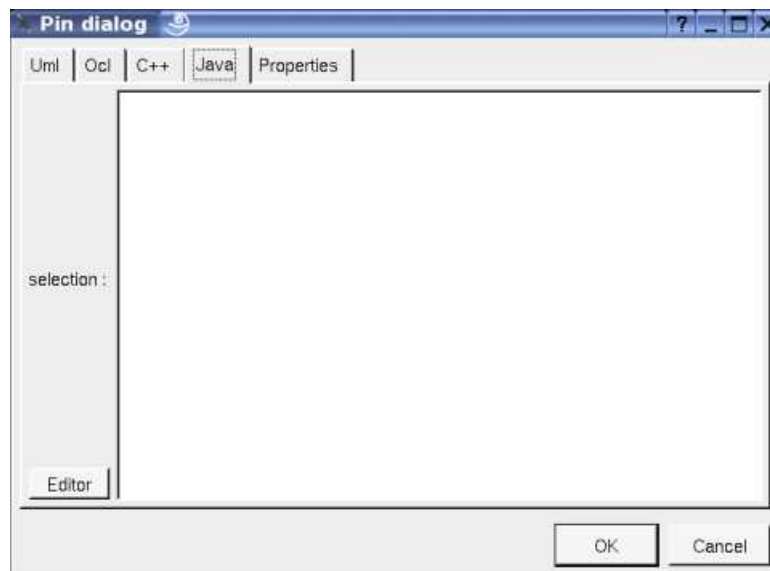 Pin dialog
? _ X
Uml Ocl C++ Java Properties
selection :
Editor
OK Cancel